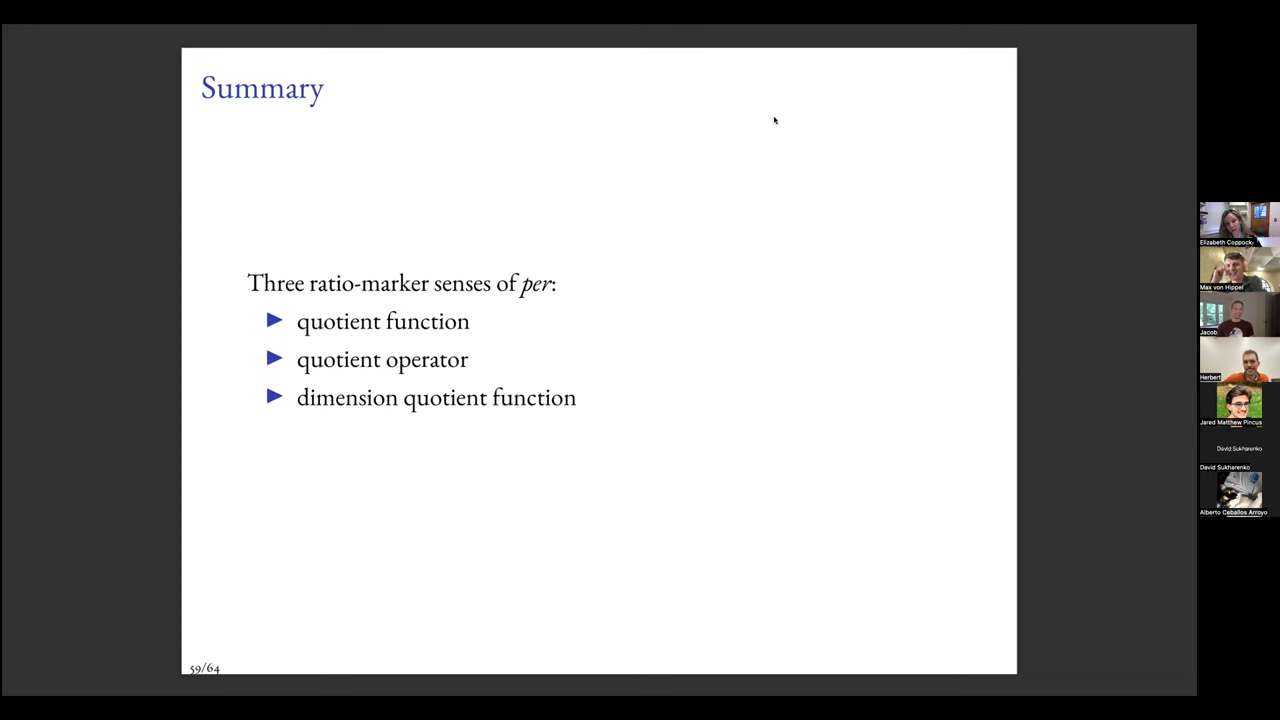 Summary
Three ratio-marker senses of per:
quotient function
quotient operator
dimension quotient function
59/64
Elizabeth Coppock
Max von Hippel
Jacob
Herbert
Jared Matthew Pincus
David Sukharenko
David Sukharenko
Alberto Ceballos Arroyo